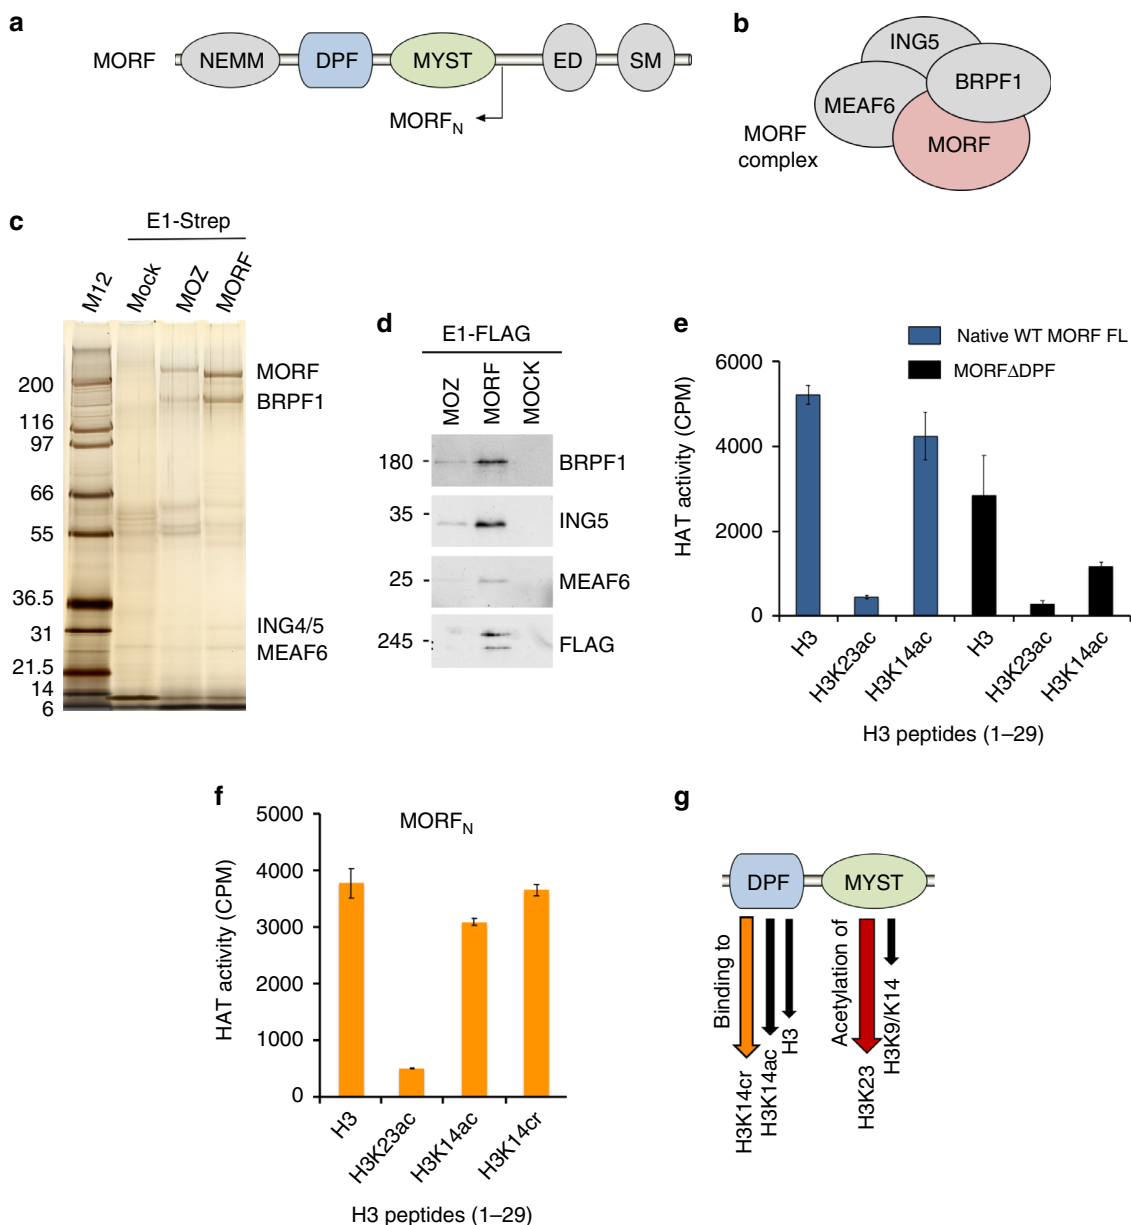 a
MORF
NEMM
DPF
MYST
ED
SM
MORFN
b
ING5
BRPF1
MEAF6
MORF
MORF
complex
c
E1-Strep
M12
Mock
MOZ
MORF
200
116
97
66
55
36.5
31
21.5
14
6
MORF
BRPF1
ING4/5
MEAF6
d
E1-FLAG
MOZ
MORF
MOCK
180
BRPF1
35
ING5
25
MEAF6
245
FLAG
e
Native WT MORF FL
MORFΔDPF
HAT activity (CPM)
6000
4000
2000
0
H3
H3K23ac
H3K14ac
H3
H3K23ac
H3K14ac
H3 peptides (1–29)
f
MORFN
HAT activity (CPM)
5000
4000
3000
2000
1000
0
H3
H3K23ac
H3K14ac
H3K14cr
H3 peptides (1–29)
g
DPF
MYST
Binding to
H3K14cr
H3K14ac
H3
Acetylation of
H3K23
H3K9/K14